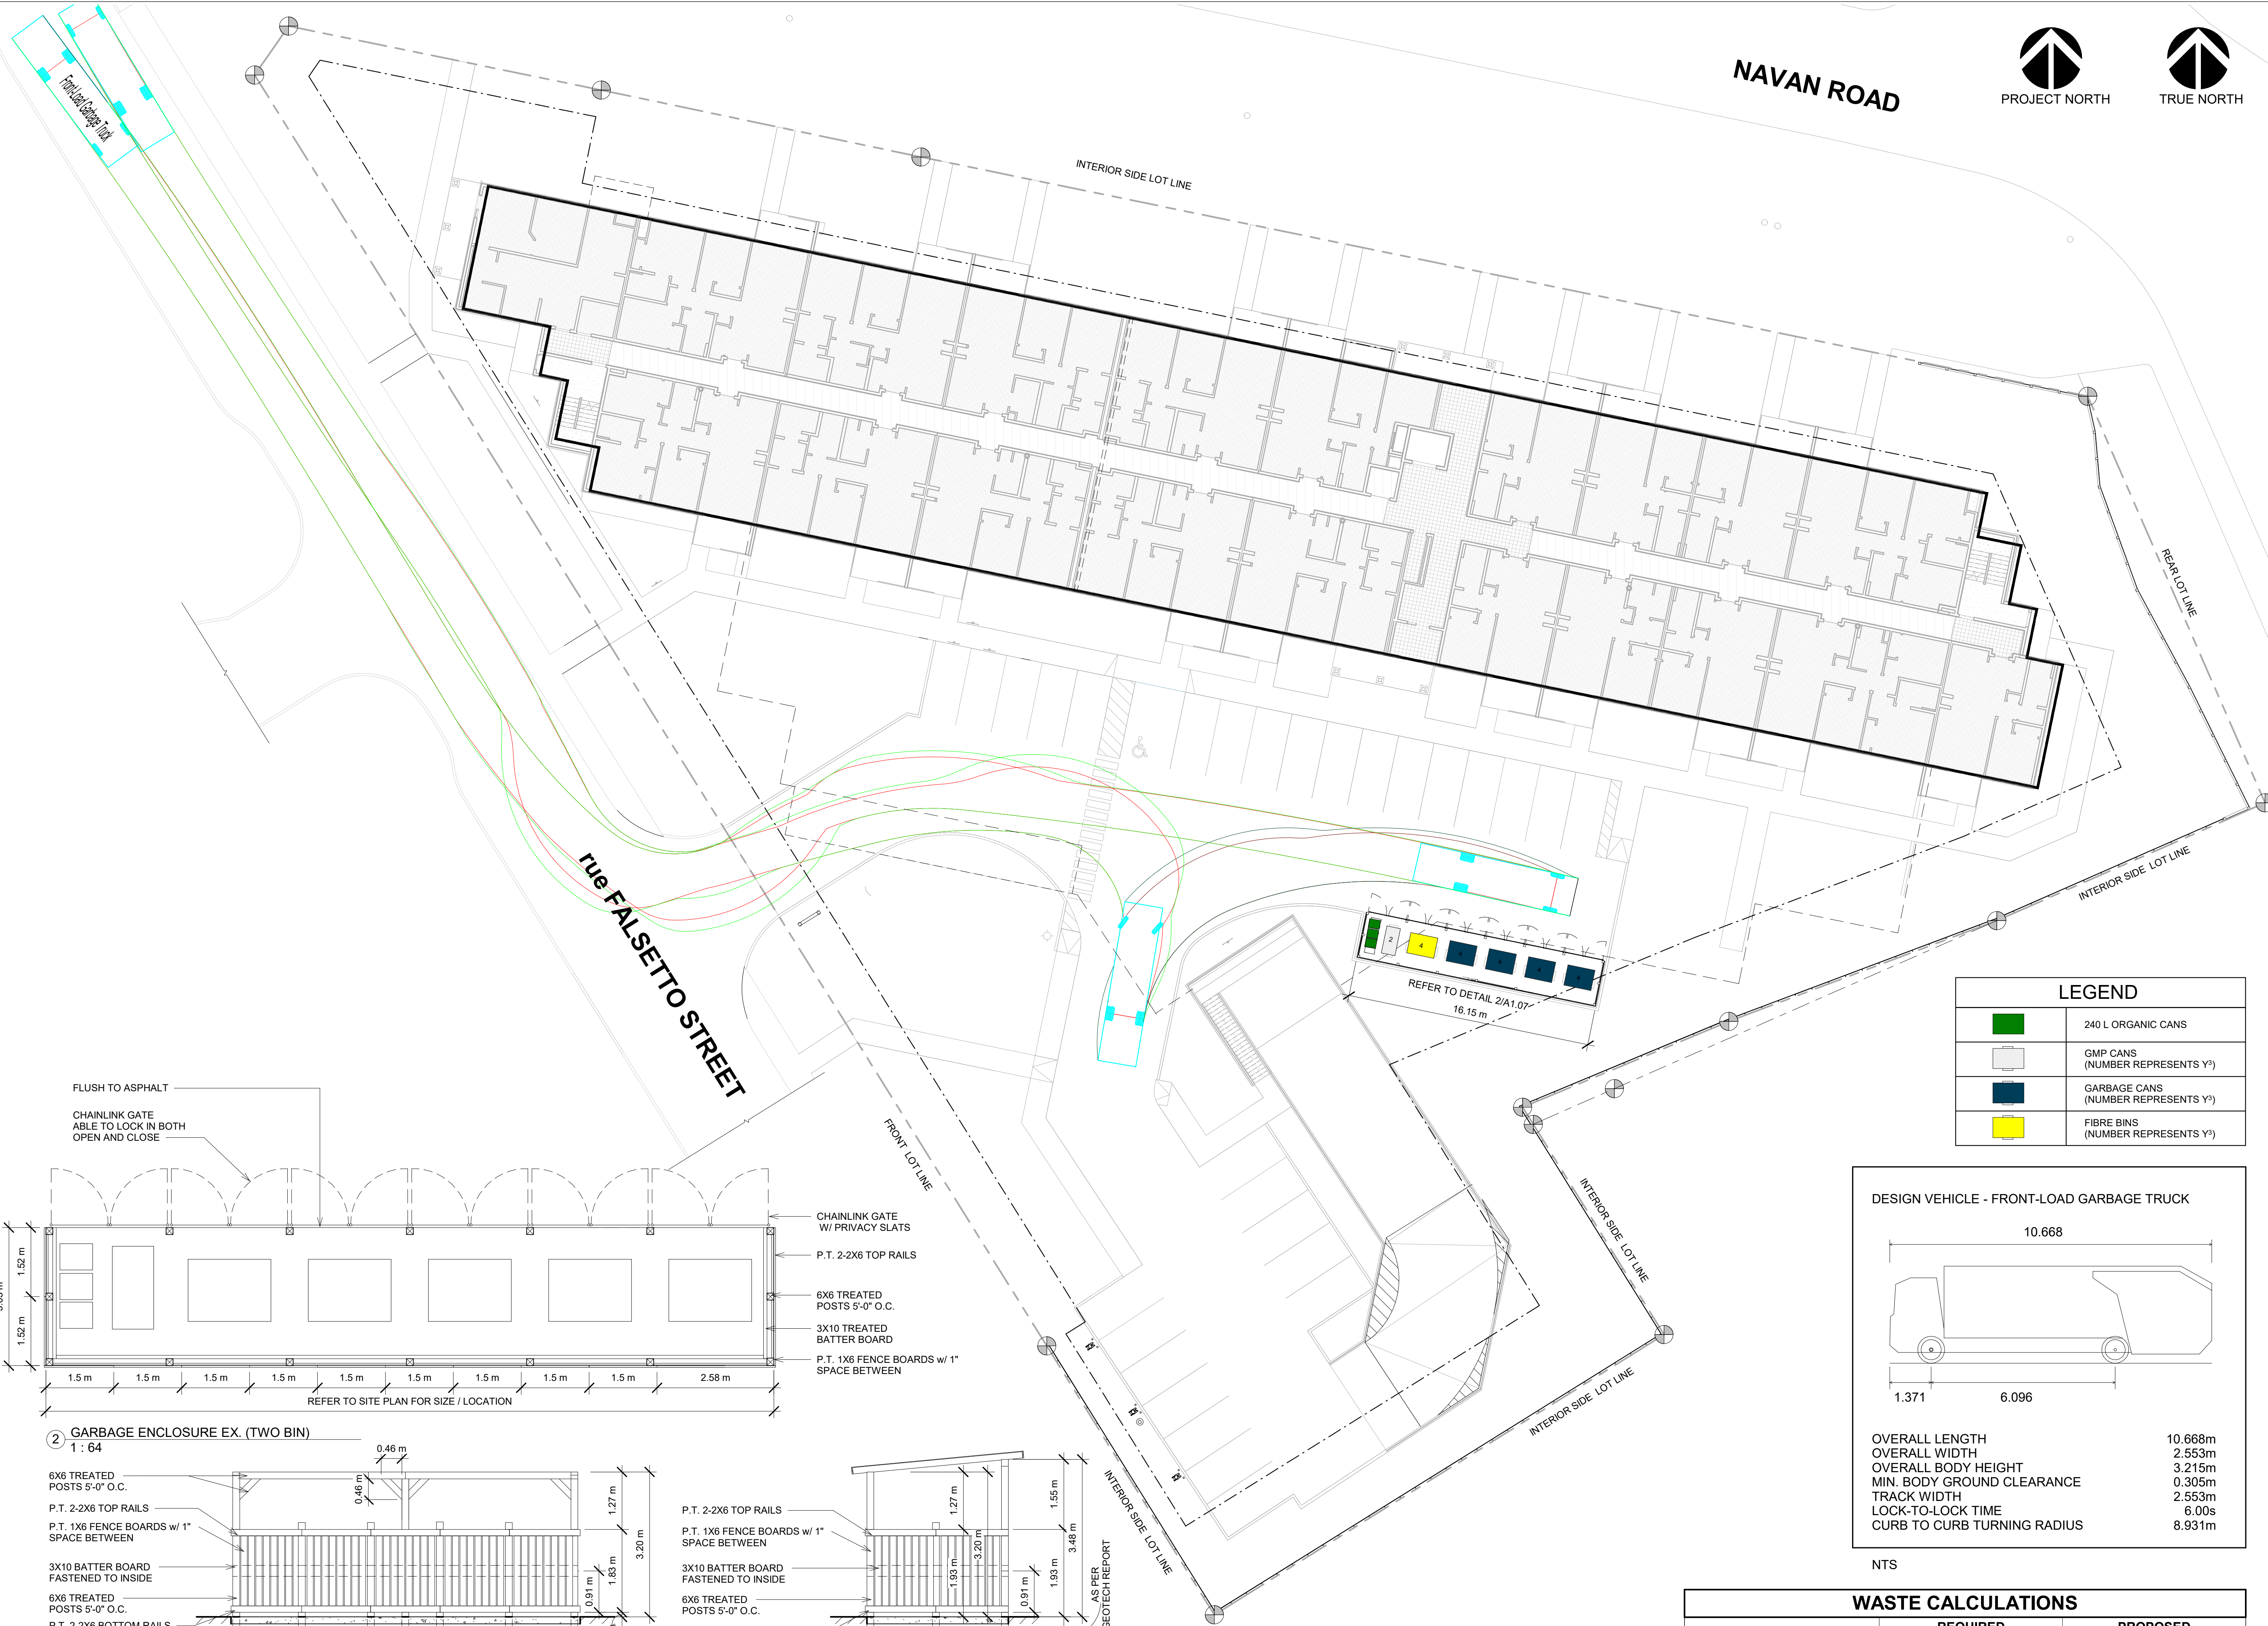 Front-Load Garbage Truck
NAVAN ROAD
PROJECT NORTH
TRUE NORTH
INTERIOR SIDE LOT LINE
REAR LOT LINE
INTERIOR SIDE LOT LINE
rue FALSETTO STREET
2
4
REFER TO DETAIL 2/A1.07
16.15 m
FRONT LOT LINE
INTERIOR SIDE LOT LINE
INTERIOR SIDE LOT LINE
INTERIOR SIDE LOT LINE
LEGEND
240 L ORGANIC CANS
GMP CANS
(NUMBER REPRESENTS Y³)
GARBAGE CANS
(NUMBER REPRESENTS Y³)
FIBRE BINS
(NUMBER REPRESENTS Y³)
DESIGN VEHICLE - FRONT-LOAD GARBAGE TRUCK
10.668
1.371
6.096
OVERALL LENGTH 10.668m
OVERALL WIDTH 2.553m
OVERALL BODY HEIGHT 3.215m
MIN. BODY GROUND CLEARANCE 0.305m
TRACK WIDTH 2.553m
LOCK-TO-LOCK TIME 6.00s
CURB TO CURB TURNING RADIUS 8.931m
NTS
WASTE CALCULATIONS
REQUIRED PROPOSED
FLUSH TO ASPHALT
CHAINLINK GATE
ABLE TO LOCK IN BOTH
OPEN AND CLOSE
CHAINLINK GATE
W/ PRIVACY SLATS
P.T. 2-2X6 TOP RAILS
6X6 TREATED
POSTS 5'-0" O.C.
3X10 TREATED
BATTER BOARD
P.T. 1X6 FENCE BOARDS w/ 1"
SPACE BETWEEN
1.52 m
1.52 m
1.5 m 1.5 m 1.5 m 1.5 m 1.5 m 1.5 m 1.5 m 1.5 m 1.5 m 2.58 m
REFER TO SITE PLAN FOR SIZE / LOCATION
2 GARBAGE ENCLOSURE EX. (TWO BIN)
1 : 64
6X6 TREATED
POSTS 5'-0" O.C.
P.T. 2-2X6 TOP RAILS
P.T. 1X6 FENCE BOARDS w/ 1"
SPACE BETWEEN
3X10 BATTER BOARD
FASTENED TO INSIDE
6X6 TREATED
POSTS 5'-0" O.C.
P.T. 2-2X6 BOTTOM RAILS
0.46 m
0.46 m
1.27 m
3.20 m
1.83 m
0.91 m
P.T. 2-2X6 TOP RAILS
P.T. 1X6 FENCE BOARDS w/ 1"
SPACE BETWEEN
3X10 BATTER BOARD
FASTENED TO INSIDE
6X6 TREATED
POSTS 5'-0" O.C.
1.27 m
3.20 m
1.93 m
1.55 m
3.48 m
1.93 m
0.91 m
AS PER
GEOTECH REPORT